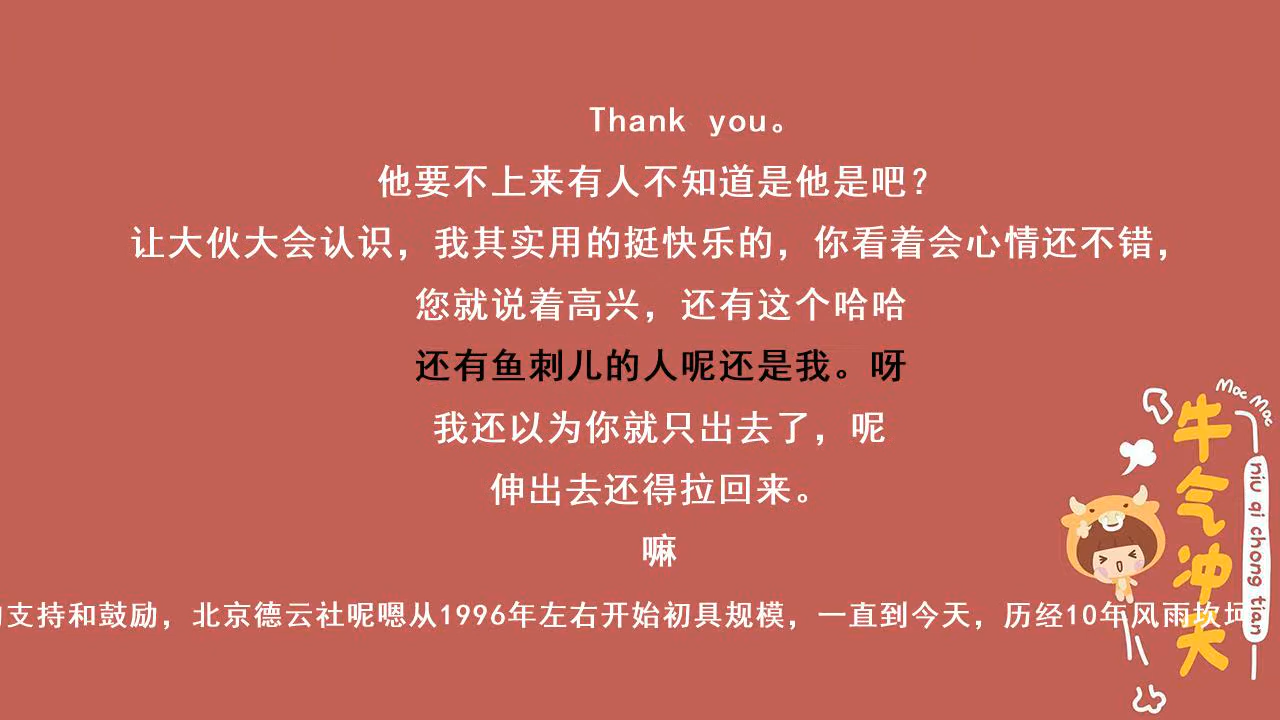 Thank you。
他要不上来有人不知道是他是吧？
让大伙大会认识，我其实用的挺快乐的，你看着会心情还不错，
您就说着高兴，还有这个哈哈
还有鱼刺儿的人呢还是我。呀
我还以为你就只出去了，呢
伸出去还得拉回来。
嘛
支持和鼓励，北京德云社呢嗯从1996年左右开始初具规模，一直到今天，历经10年风雨坎坷
Moc Moc
牛气冲天
niu qi chong tian